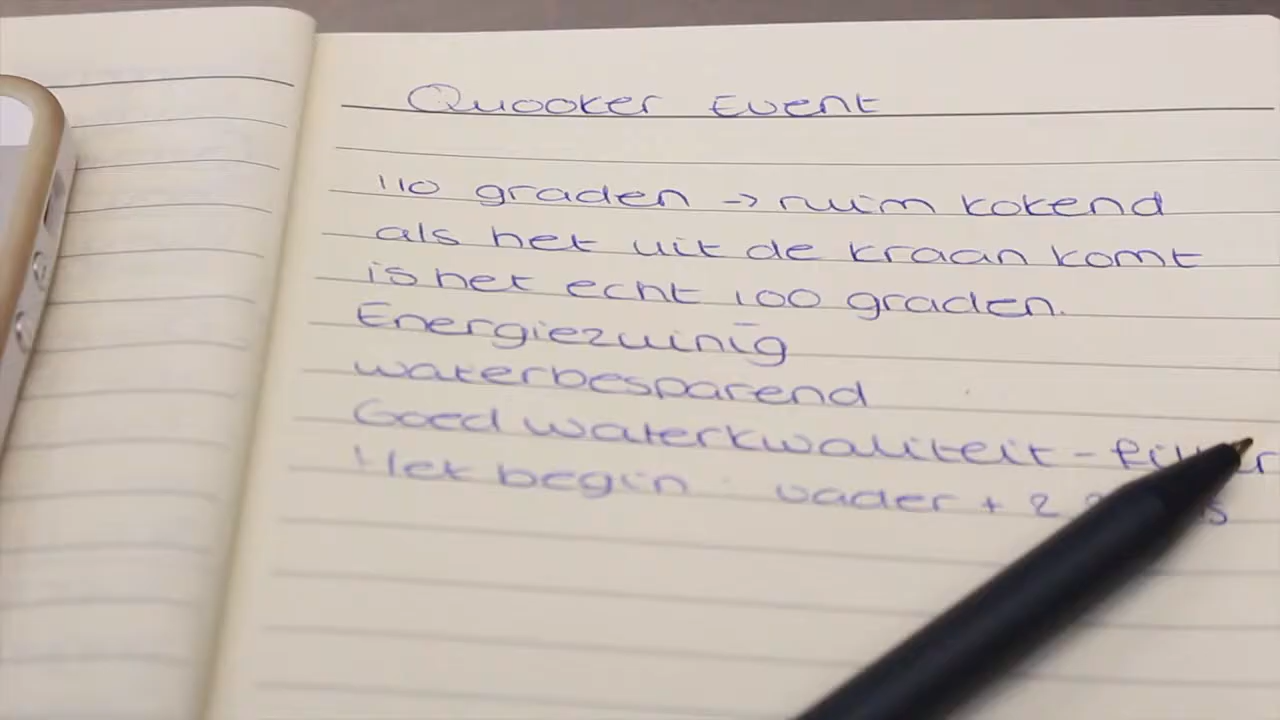 Quooker Event
110 graden → ruim kokend
als het uit de kraan komt
is het echt 100 graden.
Energiezuinig
waterbesparend
Goed waterkwaliteit -
Het begin: vader + 2